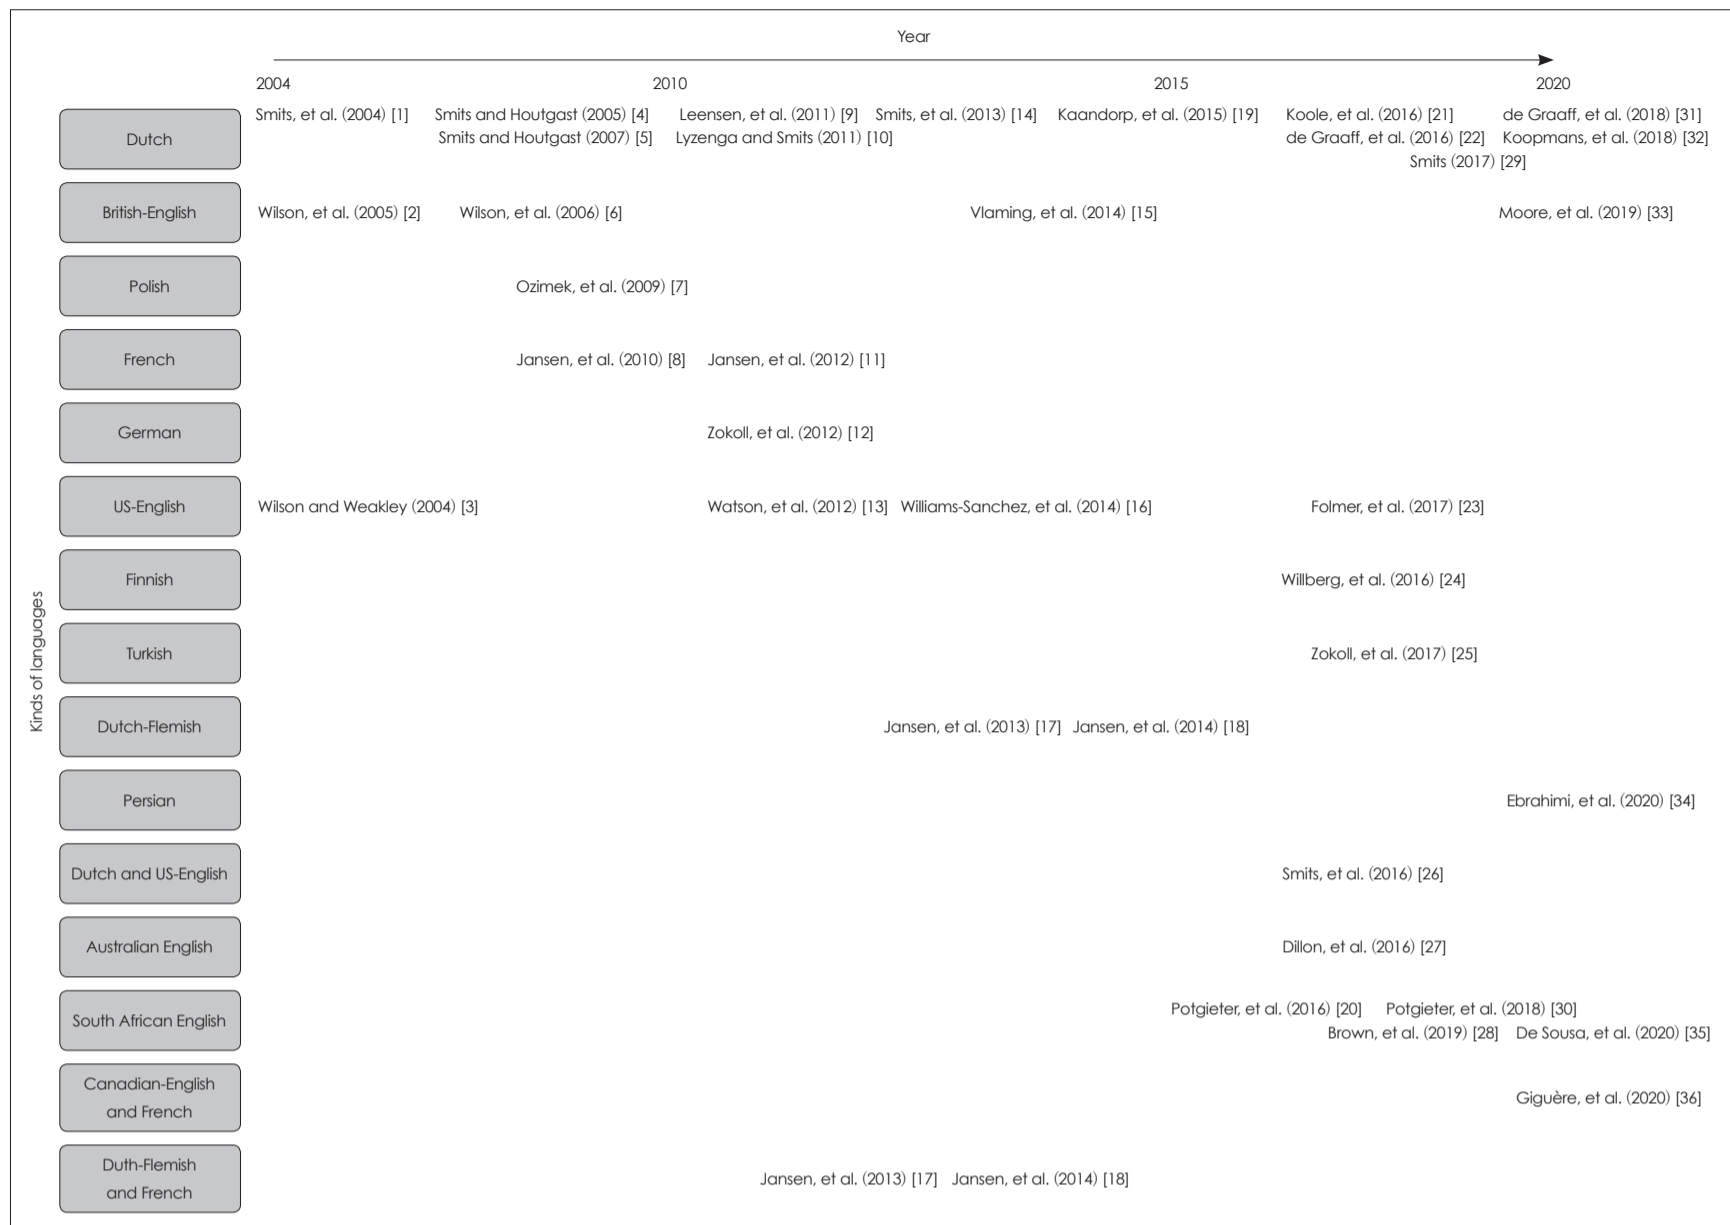 Year
2004 2010 2015 2020
Kinds of languages
Dutch
Smits, et al. (2004) [1] Smits and Houtgast (2005) [4] Leensen, et al. (2011) [9] Smits, et al. (2013) [14] Kaandorp, et al. (2015) [19] Koole, et al. (2016) [21] de Graaff, et al. (2018) [31]
Smits and Houtgast (2007) [5] Lyzenga and Smits (2011) [10] de Graaff, et al. (2016) [22] Koopmans, et al. (2018) [32]
Smits (2017) [29]
British-English
Wilson, et al. (2005) [2] Wilson, et al. (2006) [6] Vlaming, et al. (2014) [15] Moore, et al. (2019) [33]
Polish
Ozimek, et al. (2009) [7]
French
Jansen, et al. (2010) [8] Jansen, et al. (2012) [11]
German
Zokoll, et al. (2012) [12]
US-English
Wilson and Weakley (2004) [3] Watson, et al. (2012) [13] Williams-Sanchez, et al. (2014) [16] Folmer, et al. (2017) [23]
Finnish
Willberg, et al. (2016) [24]
Turkish
Zokoll, et al. (2017) [25]
Dutch-Flemish
Jansen, et al. (2013) [17] Jansen, et al. (2014) [18]
Persian
Ebrahimi, et al. (2020) [34]
Dutch and US-English
Smits, et al. (2016) [26]
Australian English
Dillon, et al. (2016) [27]
South African English
Potgieter, et al. (2016) [20] Potgieter, et al. (2018) [30]
Brown, et al. (2019) [28] De Sousa, et al. (2020) [35]
Canadian-English
and French
Giguère, et al. (2020) [36]
Duth-Flemish
and French
Jansen, et al. (2013) [17] Jansen, et al. (2014) [18]